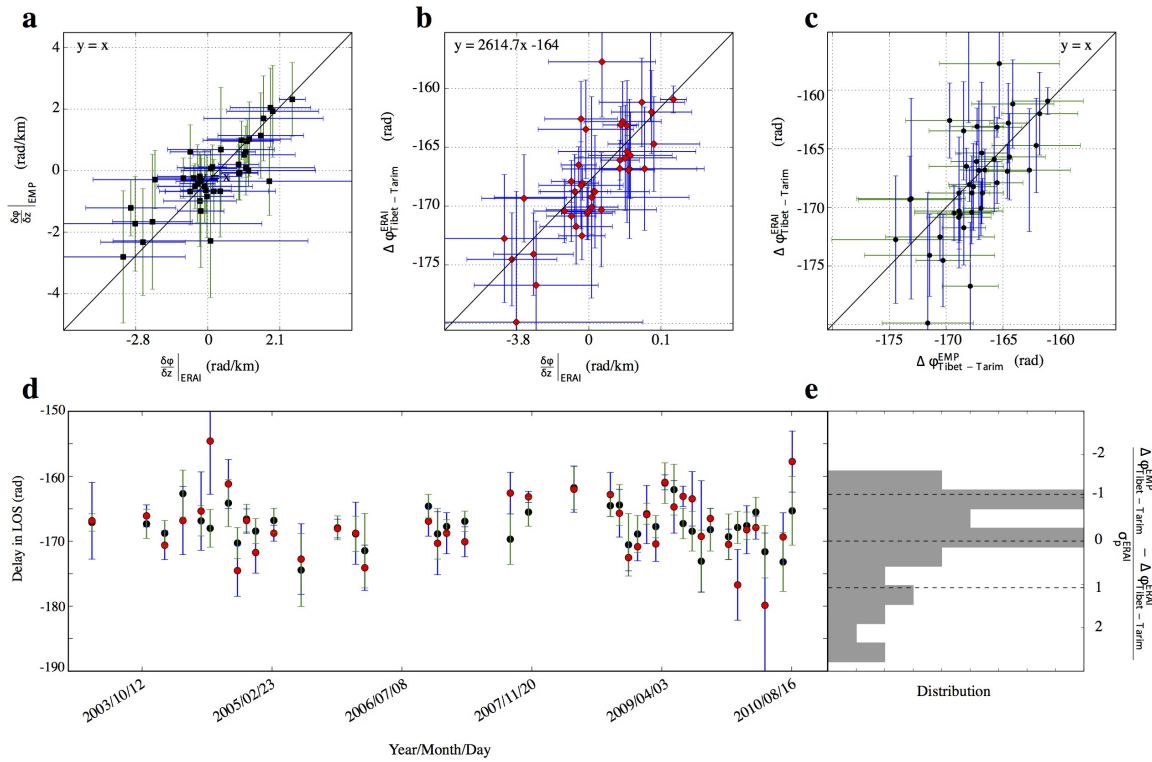 a
b
c
y = x
y = 2614.7x -164
y = x
4
2
0
-2
-4
δφ/δz|EMP (rad/km)
-2.8
0
2.1
δφ/δz|ERAI (rad/km)
-160
-165
-170
-175
Δ φ^ERAI_Tibet − Tarim (rad)
-3.8
0
0.1
δφ/δz|ERAI (rad/km)
-160
-165
-170
-175
Δ φ^ERAI_Tibet − Tarim (rad)
-175
-170
-165
-160
Δ φ^EMP_Tibet − Tarim (rad)
d
e
-150
-160
-170
-180
-190
Delay in LOS (rad)
2003/10/12
2005/02/23
2006/07/08
2007/11/20
2009/04/03
2010/08/16
Year/Month/Day
-2
-1
0
1
2
Δ φ^EMP_Tibet − Tarim − Δ φ^ERAI_Tibet − Tarim
σ^ERAI_P
Distribution